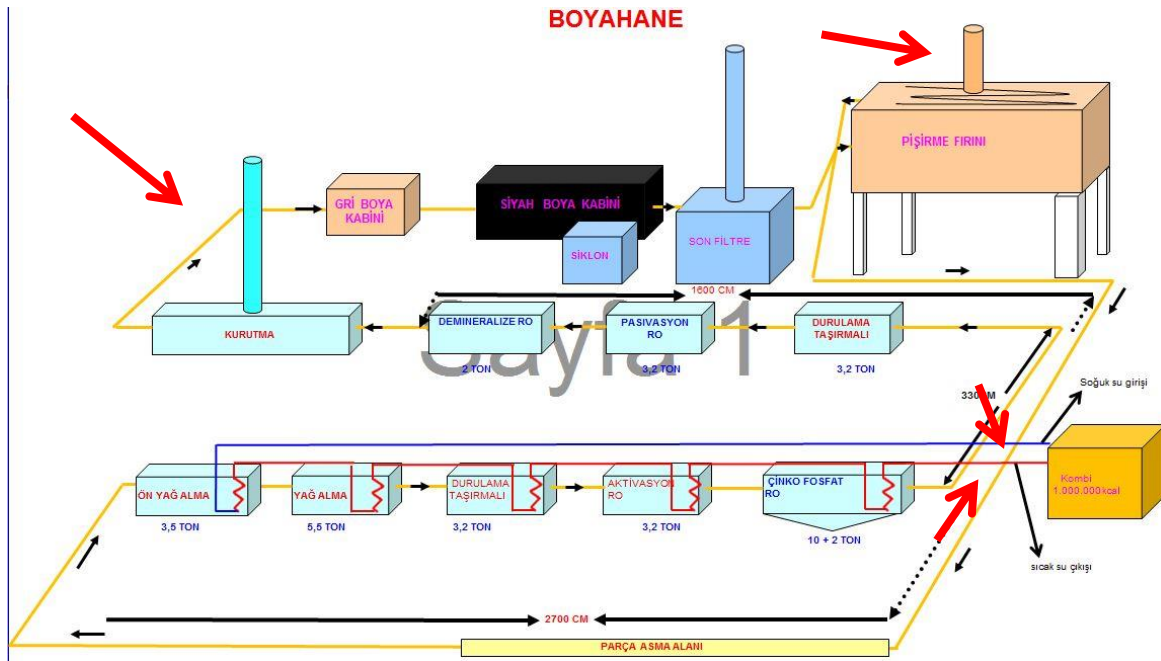 BOYAHANE
PİŞİRME FIRINI
GRİ BOYA
KABİNİ
SİYAH BOYA KABİNİ
SİKLON
SON FİLTRE
1600 CM
KURUTMA
DEMINERALIZE RO
PASIVASYON
RO
DURULAMA
TAŞIRMALI
Sayfa 1
2 TON
3,2 TON
3,2 TON
Soğuk su girişi
ÖN YAĞ ALMA
YAĞ ALMA
DURULAMA
TAŞIRMALI
AKTİVASYON
RO
ÇİNKO FOSFAT
RO
Kombi
1.000.000kcal
3,5 TON
5,5 TON
3,2 TON
3,2 TON
10 + 2 TON
sıcak su çıkışı
2700 CM
PARÇA ASMA ALANI